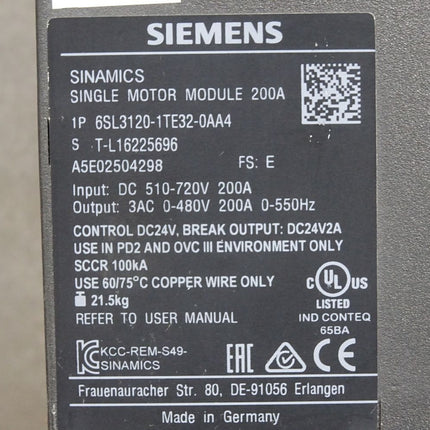 SIEMENS
SINAMICS
SINGLE MOTOR MODULE 200A
1P 6SL3120-1TE32-0AA4
S T-L16225696
A5E02504298 FS: E
Input: DC 510-720V 200A
Output: 3AC 0-480V 200A 0-550Hz
CONTROL DC24V, BREAK OUTPUT: DC24V2A
USE IN PD2 AND OVC III ENVIRONMENT ONLY
SCCR 100kA
USE 60/75°C COPPER WIRE ONLY
21.5kg
REFER TO USER MANUAL
C UL US
LISTED
IND CONTEQ
65BA
KCC-REM-S49-
SINAMICS
EAC CE
Frauenauracher Str. 80, DE-91056 Erlangen
Made in Germany